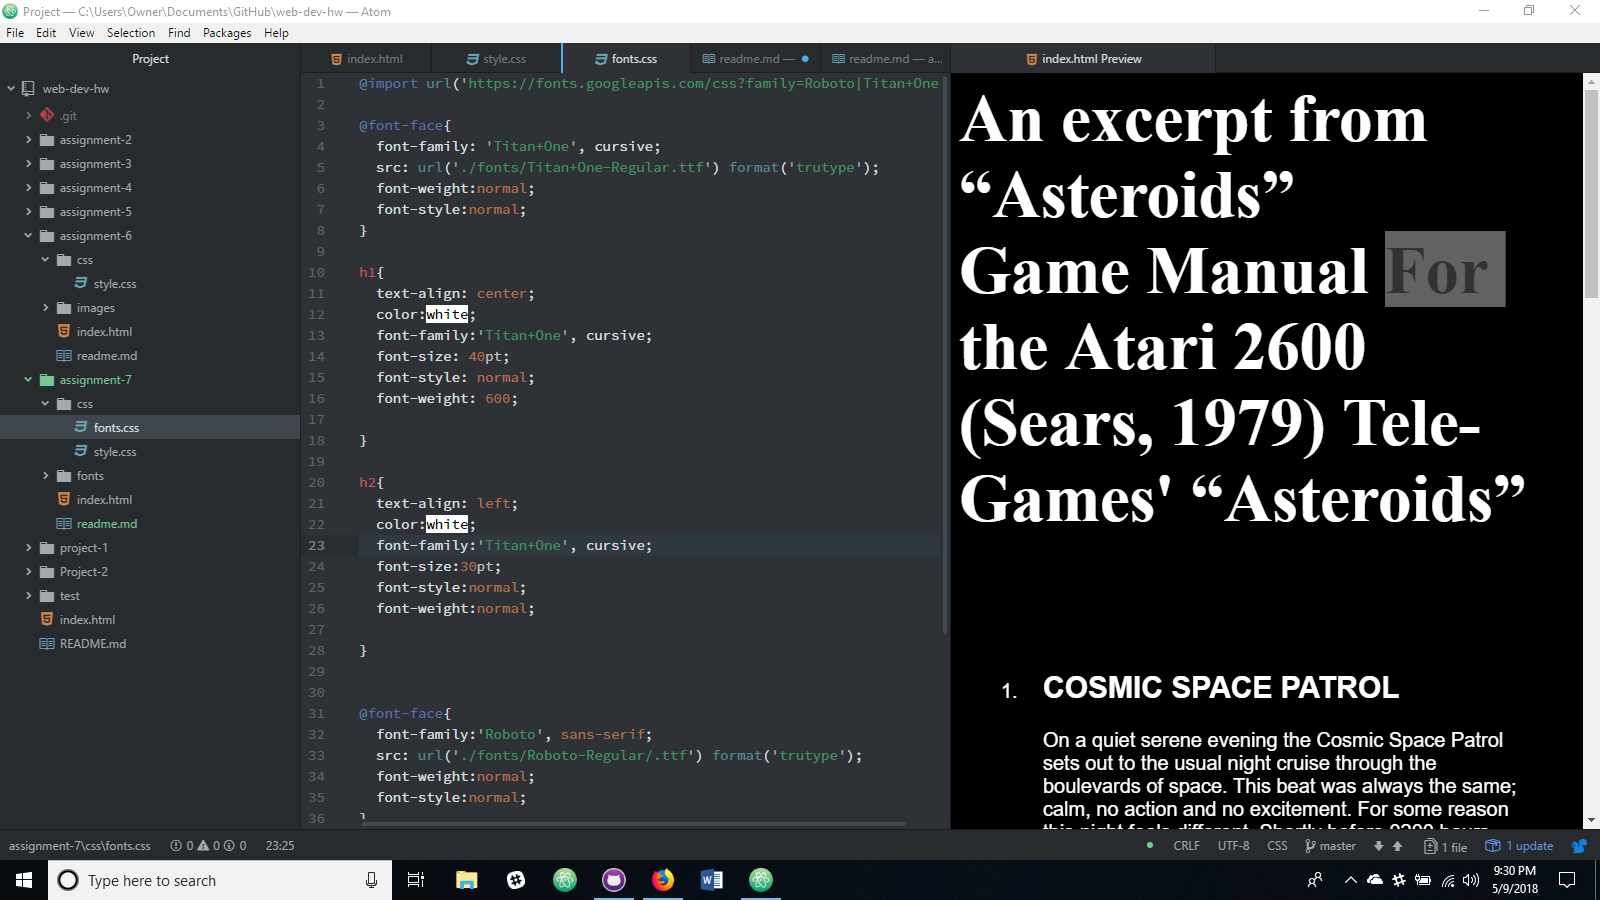 Project — C:\Users\Owner\Documents\GitHub\web-dev-hw — Atom
File Edit View Selection Find Packages Help
Project
web-dev-hw
.git
assignment-2
assignment-3
assignment-4
assignment-5
assignment-6
css
style.css
images
index.html
readme.md
assignment-7
css
fonts.css
style.css
fonts
index.html
readme.md
project-1
Project-2
test
index.html
README.md
index.html style.css fonts.css readme.md — readme.md — a... index.html Preview
1 @import url('https://fonts.googleapis.com/css?family=Roboto|Titan+One
2
3 @font-face{
4 font-family: 'Titan+One', cursive;
5 src: url('./fonts/Titan+One-Regular.ttf') format('trutype');
6 font-weight:normal;
7 font-style:normal;
8 }
9
10 h1{
11 text-align: center;
12 color:white;
13 font-family:'Titan+One', cursive;
14 font-size: 40pt;
15 font-style: normal;
16 font-weight: 600;
17
18 }
19
20 h2{
21 text-align: left;
22 color:white;
23 font-family:'Titan+One', cursive;
24 font-size:30pt;
25 font-style:normal;
26 font-weight:normal;
27
28 }
29
30
31 @font-face{
32 font-family:'Roboto', sans-serif;
33 src: url('./fonts/Roboto-Regular/.ttf') format('trutype');
34 font-weight:normal;
35 font-style:normal;
36 }
An excerpt from
“Asteroids”
Game Manual For
the Atari 2600
(Sears, 1979) Tele-
Games' “Asteroids”
1. COSMIC SPACE PATROL
On a quiet serene evening the Cosmic Space Patrol
sets out to the usual night cruise through the
boulevards of space. This beat was always the same;
calm, no action and no excitement. For some reason
this night feels different. Shortly before 0200 hours
assignment-7\css\fonts.css 0 0 0 23:25 CRLF UTF-8 CSS master 1 file 1 update
Type here to search
9:30 PM
5/9/2018